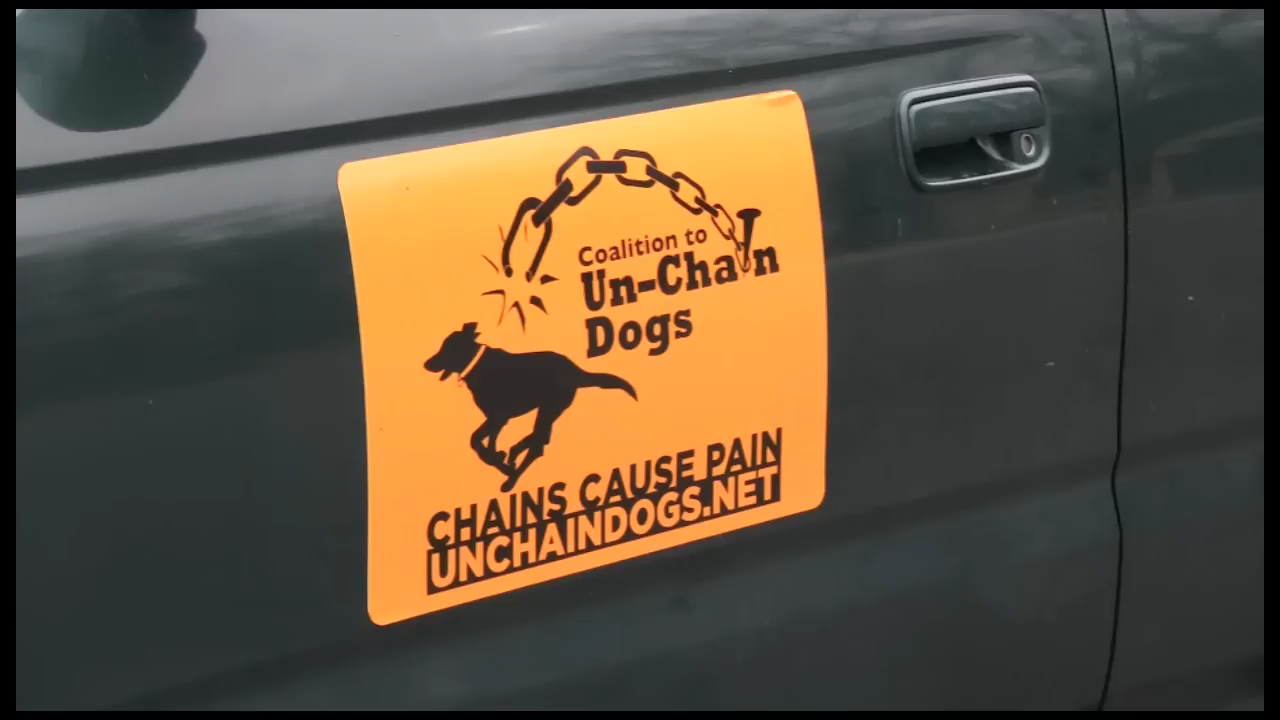 Coalition to
Un-Chain
Dogs
CHAINS CAUSE PAIN
UNCHAINDOGS.NET